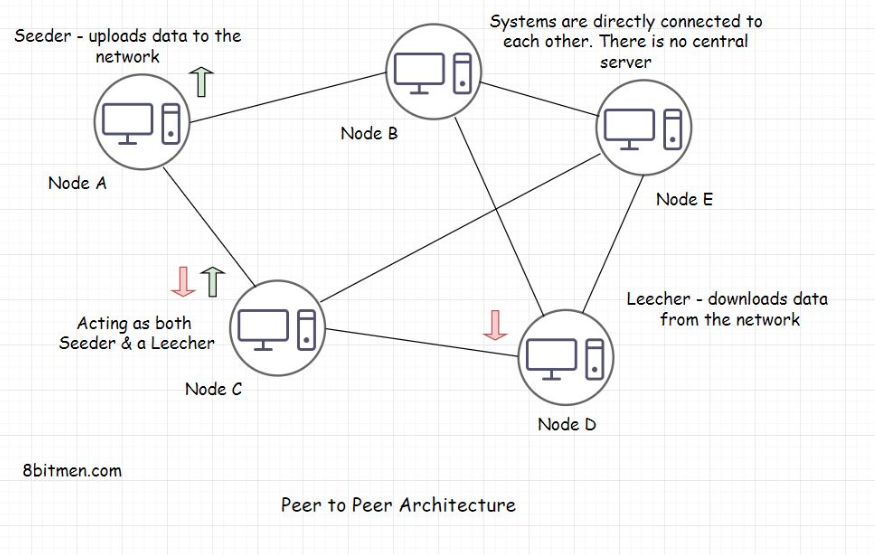 Seeder - uploads data to the
network
Systems are directly connected to
each other. There is no central
server
Node B
Node A
Node E
Leecher - downloads data
from the network
Acting as both
Seeder & a Leecher
Node C
Node D
8bitmen.com
Peer to Peer Architecture